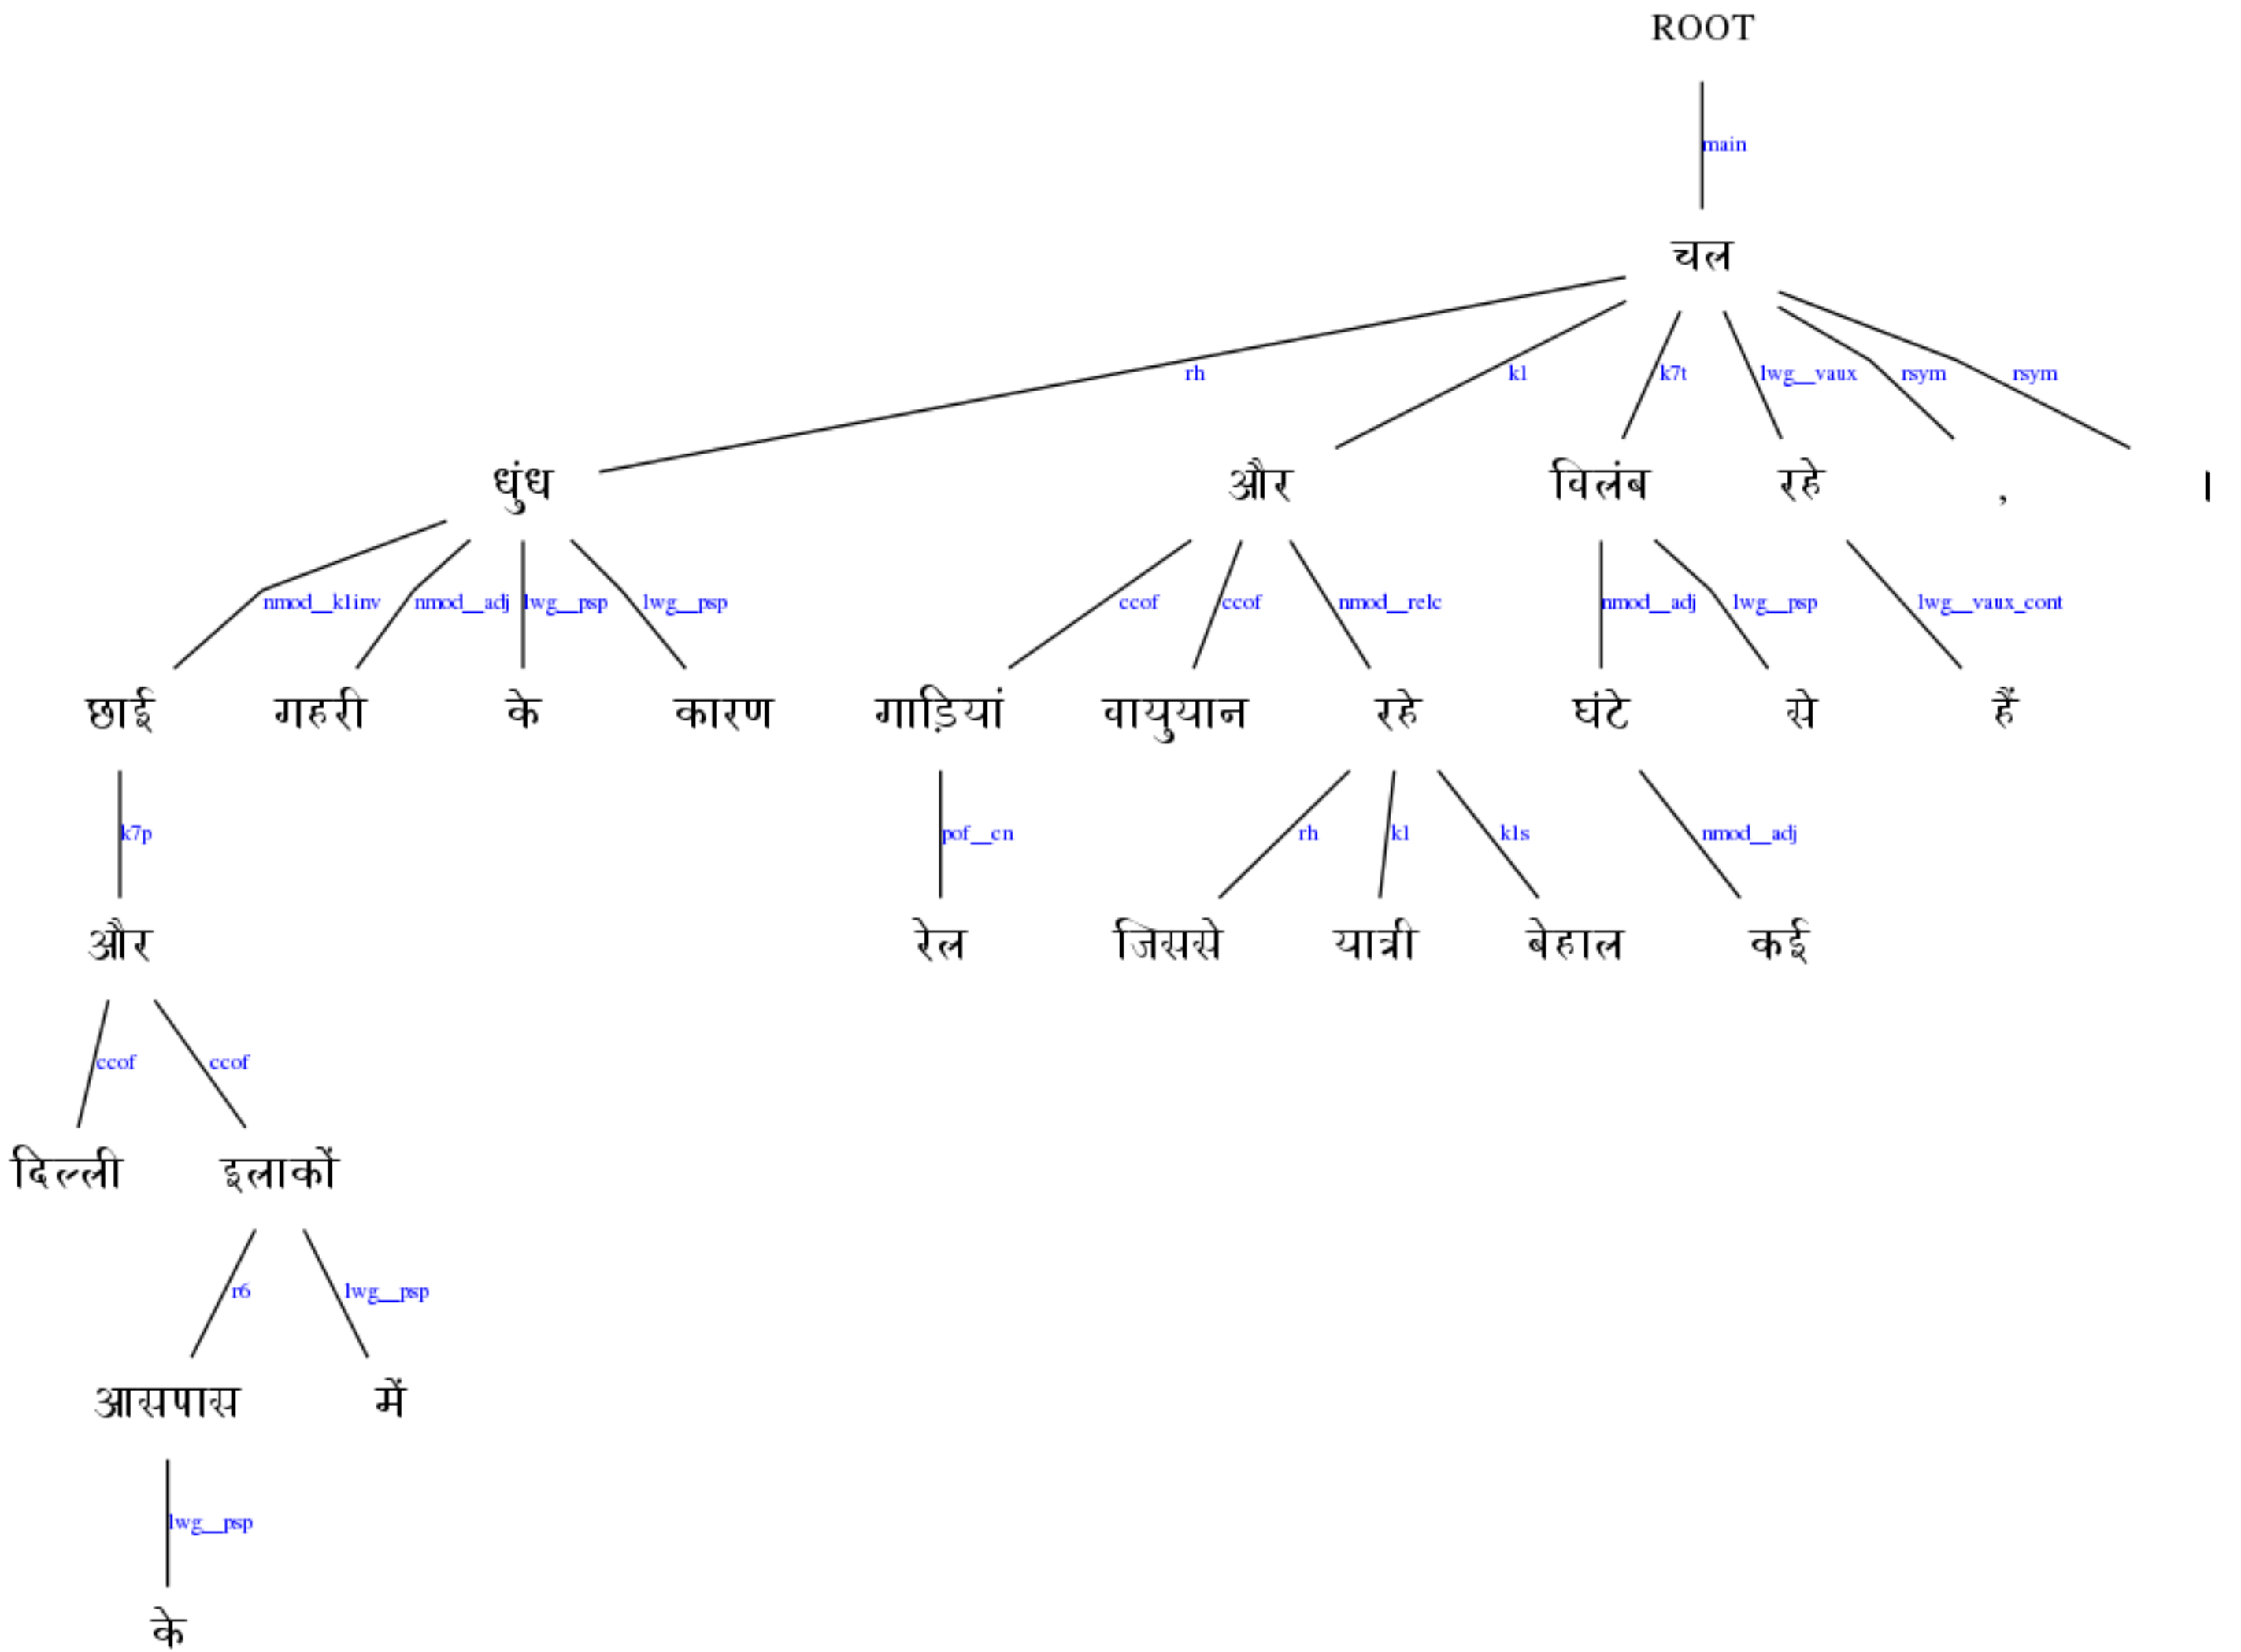 ROOT
main
चल
rh k1 k7t lwg__vaux rsym rsym
धुंध और विलंब रहे , ।
nmod__k1inv nmod__adj lwg__psp lwg__psp ccof ccof nmod__relc nmod__adj lwg__psp lwg__vaux_cont
छाई गहरी के कारण गाड़ियां वायुयान रहे घंटे से हैं
k7p pof__cn rh k1 k1s nmod__adj
और रेल जिससे यात्री बेहाल कई
ccof ccof
दिल्ली इलाकों
r6 lwg__psp
आसपास में
lwg__psp
के